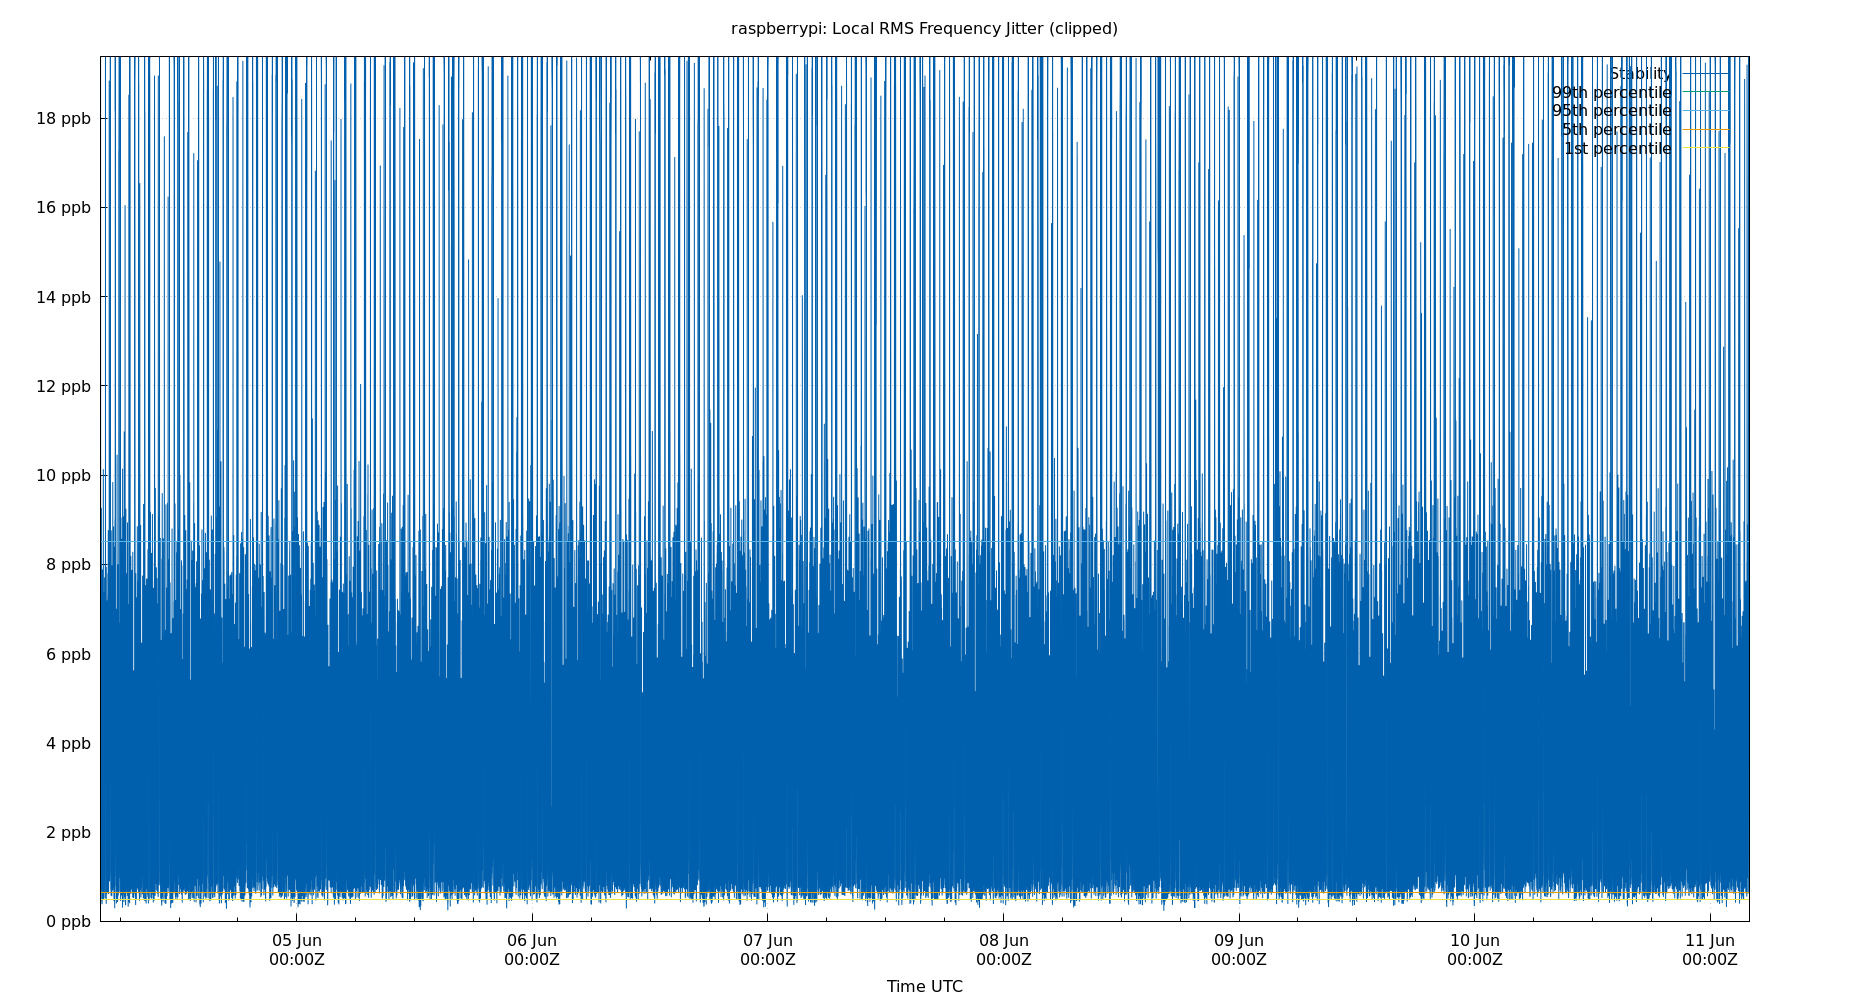 raspberrypi: Local RMS Frequency Jitter (clipped)
Stability
99th percentile
95th percentile
5th percentile
1st percentile
18 ppb
16 ppb
14 ppb
12 ppb
10 ppb
8 ppb
6 ppb
4 ppb
2 ppb
0 ppb
05 Jun 06 Jun 07 Jun 08 Jun 09 Jun 10 Jun 11 Jun
00:00Z 00:00Z 00:00Z 00:00Z 00:00Z 00:00Z 00:00Z
Time UTC